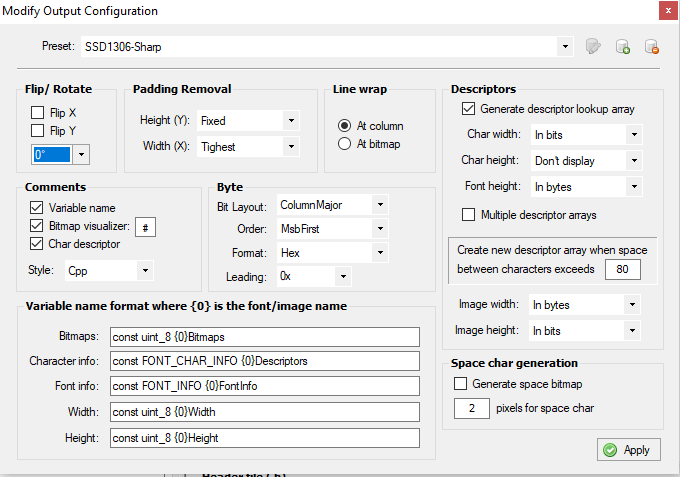 Modify Output Configuration
x
Preset: SSD1306-Sharp
Flip/ Rotate
Flip X
Flip Y
0°
Padding Removal
Height (Y): Fixed
Width (X): Tighest
Line wrap
At column
At bitmap
Descriptors
Generate descriptor lookup array
Char width: In bits
Char height: Don't display
Font height: In bytes
Multiple descriptor arrays
Create new descriptor array when space
between characters exceeds 80
Image width: In bytes
Image height: In bits
Comments
Variable name
Bitmap visualizer: #
Char descriptor
Style: Cpp
Byte
Bit Layout: ColumnMajor
Order: MsbFirst
Format: Hex
Leading: 0x
Variable name format where {0} is the font/image name
Bitmaps: const uint_8 {0}Bitmaps
Character info: const FONT_CHAR_INFO {0}Descriptors
Font info: const FONT_INFO {0}FontInfo
Width: const uint_8 {0}Width
Height: const uint_8 {0}Height
Space char generation
Generate space bitmap
2 pixels for space char
Apply